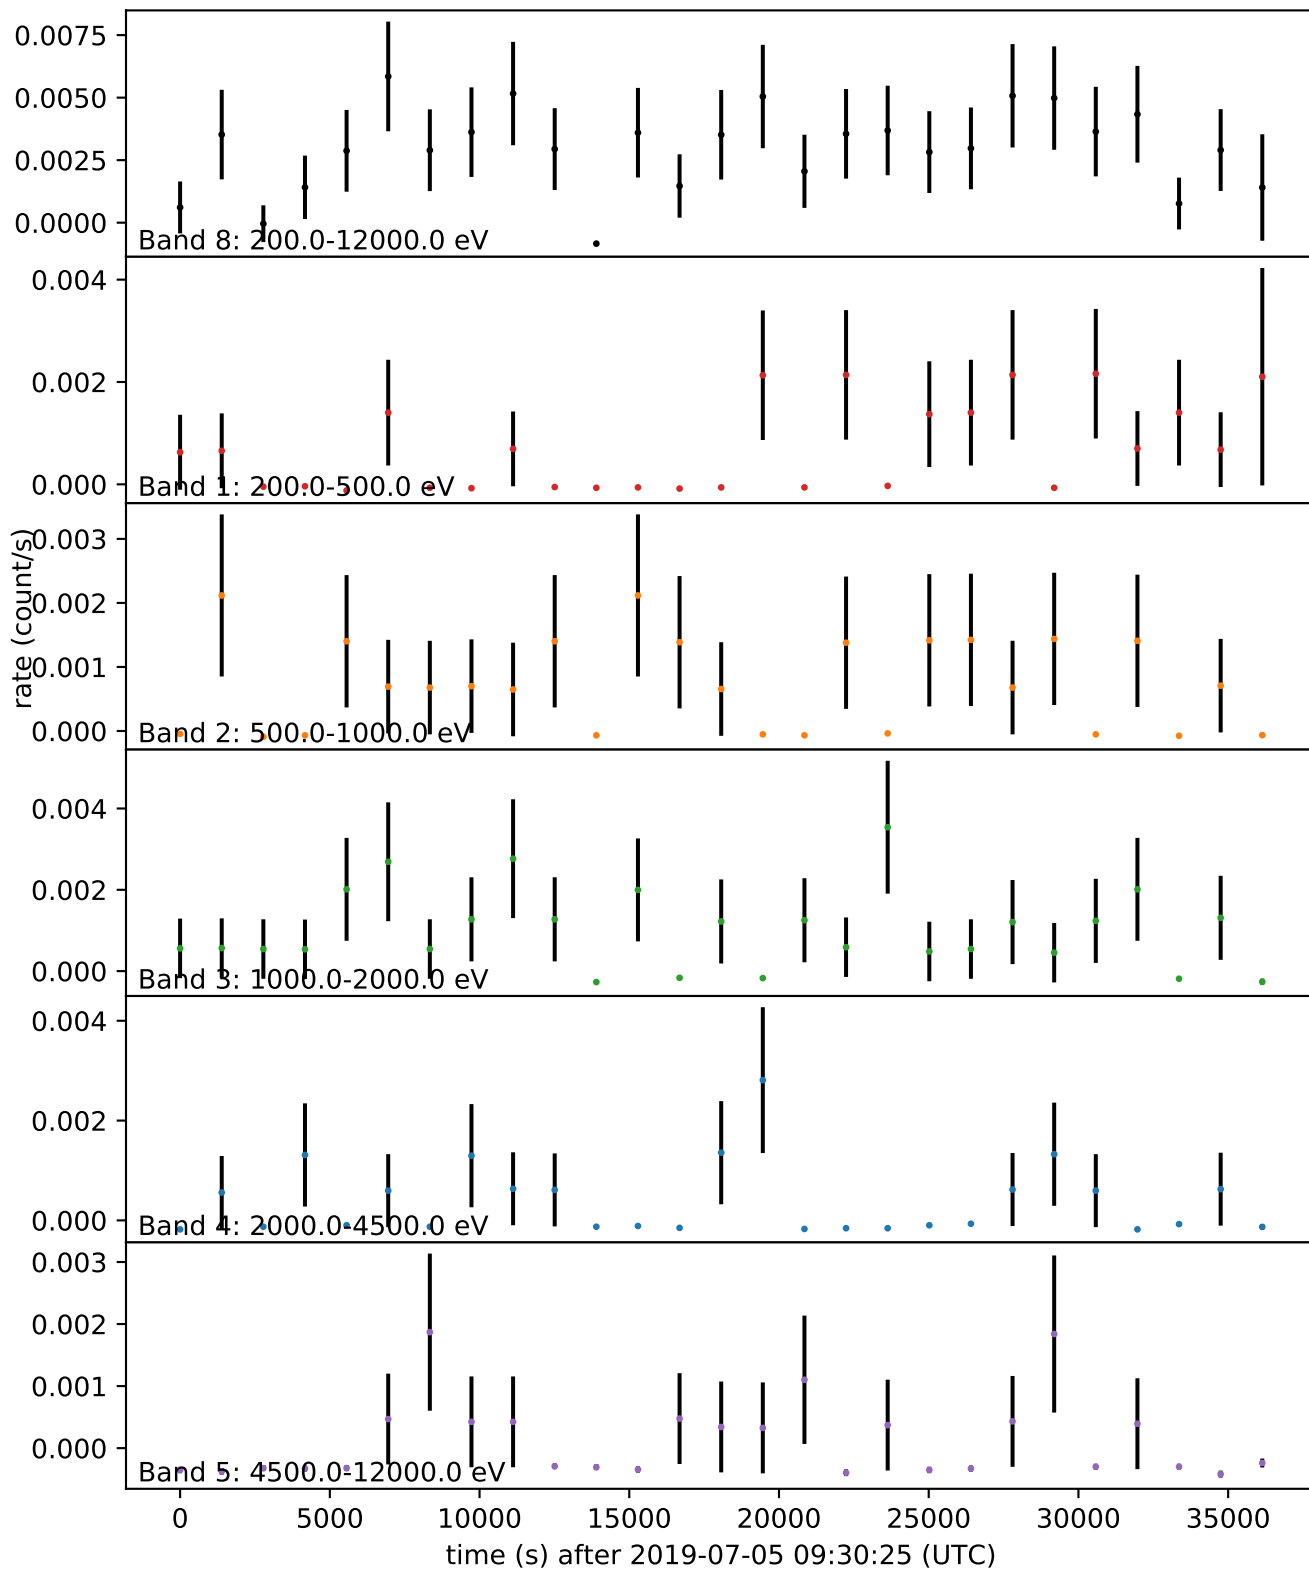 0.0075
0.0050
0.0025
0.0000
Band 8: 200.0-12000.0 eV
0.004
0.002
0.000
Band 1: 200.0-500.0 eV
rate (count/s)
0.003
0.002
0.001
0.000
Band 2: 500.0-1000.0 eV
0.004
0.002
0.000
Band 3: 1000.0-2000.0 eV
0.004
0.002
0.000
Band 4: 2000.0-4500.0 eV
0.003
0.002
0.001
0.000
Band 5: 4500.0-12000.0 eV
0 5000 10000 15000 20000 25000 30000 35000
time (s) after 2019-07-05 09:30:25 (UTC)